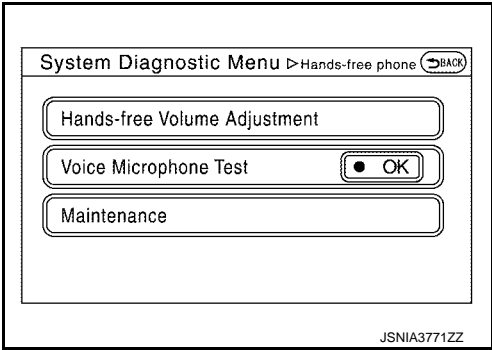 System Diagnostic Menu ▷Hands-free phone BACK
Hands-free Volume Adjustment
Voice Microphone Test ● OK
Maintenance
JSNIA3771ZZ